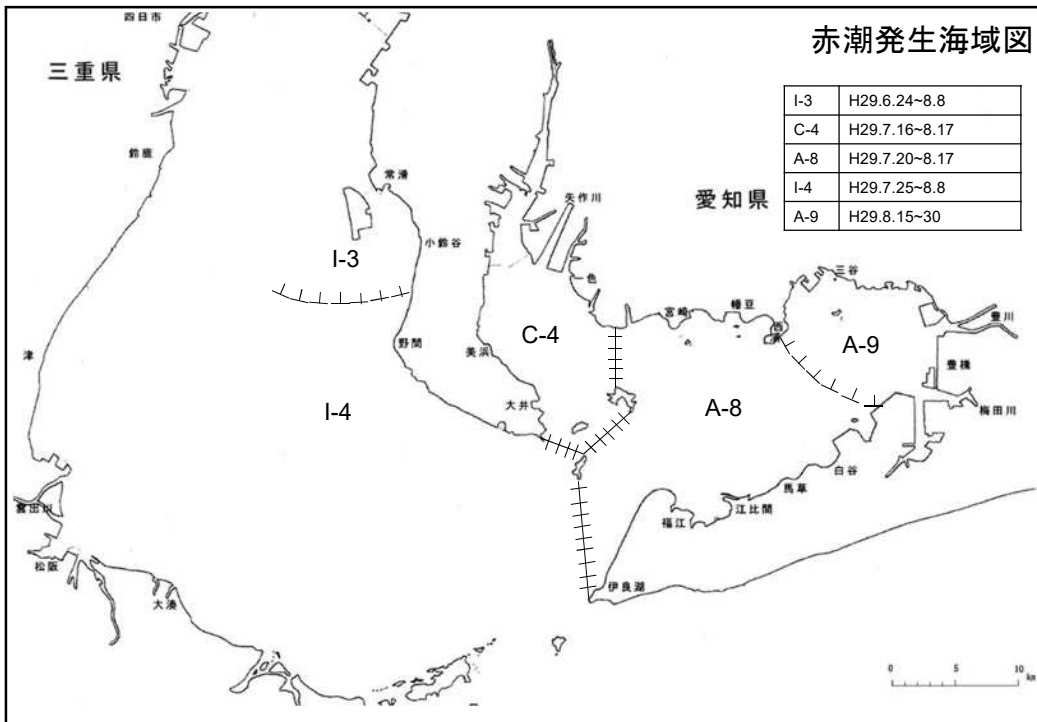 赤潮発生海域図
I-3 H29.6.24~8.8
C-4 H29.7.16~8.17
A-8 H29.7.20~8.17
I-4 H29.7.25~8.8
A-9 H29.8.15~30
四日市
三重県
鈴鹿
常滑
愛知県
矢作川
小鈴谷
I-3
一色
三谷
宮崎
幡豆
西浦
豊川
C-4
A-9
津
野間
美浜
豊橋
I-4
大井
A-8
梅田川
白谷
馬草
江比間
福江
雲出川
松阪
伊良湖
大湊
0 5 10
km